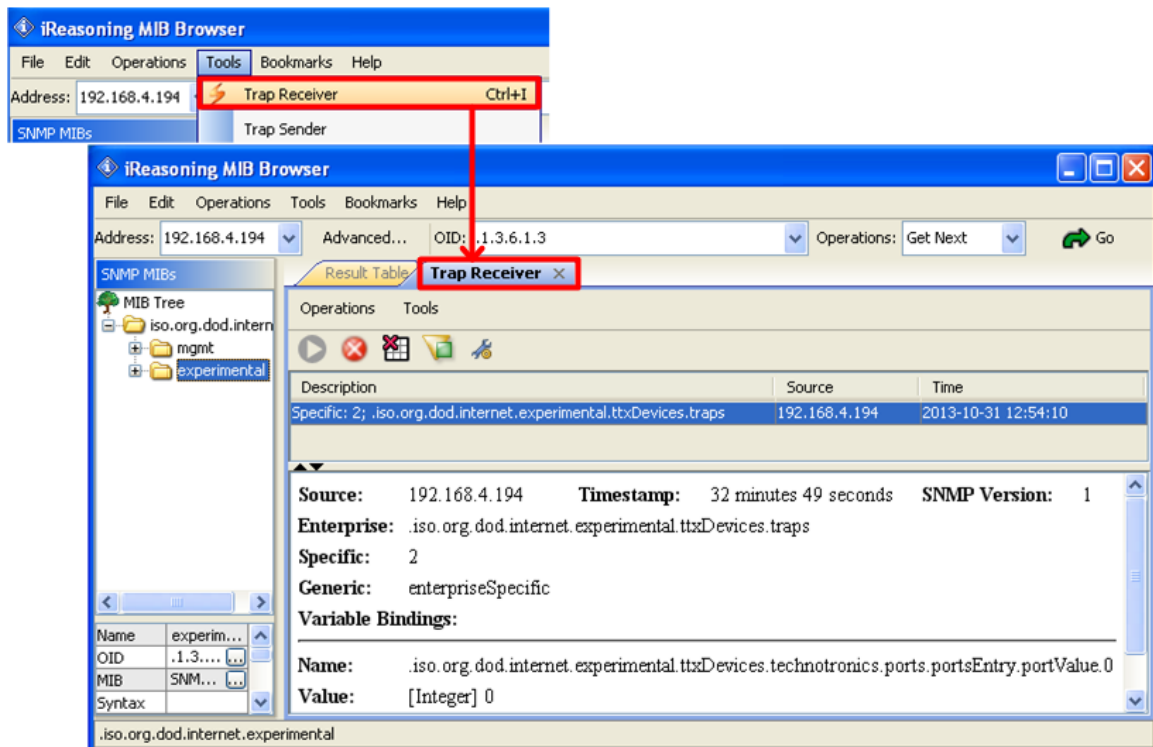 iReasoning MIB Browser
File Edit Operations Tools Bookmarks Help
Address: 192.168.4.194 Trap Receiver Ctrl+I
SNMP MIBs Trap Sender
iReasoning MIB Browser
File Edit Operations Tools Bookmarks Help
Address: 192.168.4.194 Advanced... OID: .1.3.6.1.3 Operations: Get Next Go
SNMP MIBs Result Table Trap Receiver
MIB Tree
Operations Tools
iso.org.dod.intern
mgmt
experimental
Description Source Time
Specific: 2; .iso.org.dod.internet.experimental.ttxDevices.traps 192.168.4.194 2013-10-31 12:54:10
Source: 192.168.4.194 Timestamp: 32 minutes 49 seconds SNMP Version: 1
Enterprise: .iso.org.dod.internet.experimental.ttxDevices.traps
Specific: 2
Generic: enterpriseSpecific
Variable Bindings:
Name: .iso.org.dod.internet.experimental.ttxDevices.technotronics.ports.portsEntry.portValue.0
Value: [Integer] 0
Name experim...
OID .1.3.... ...
MIB SNM... ...
Syntax
.iso.org.dod.internet.experimental